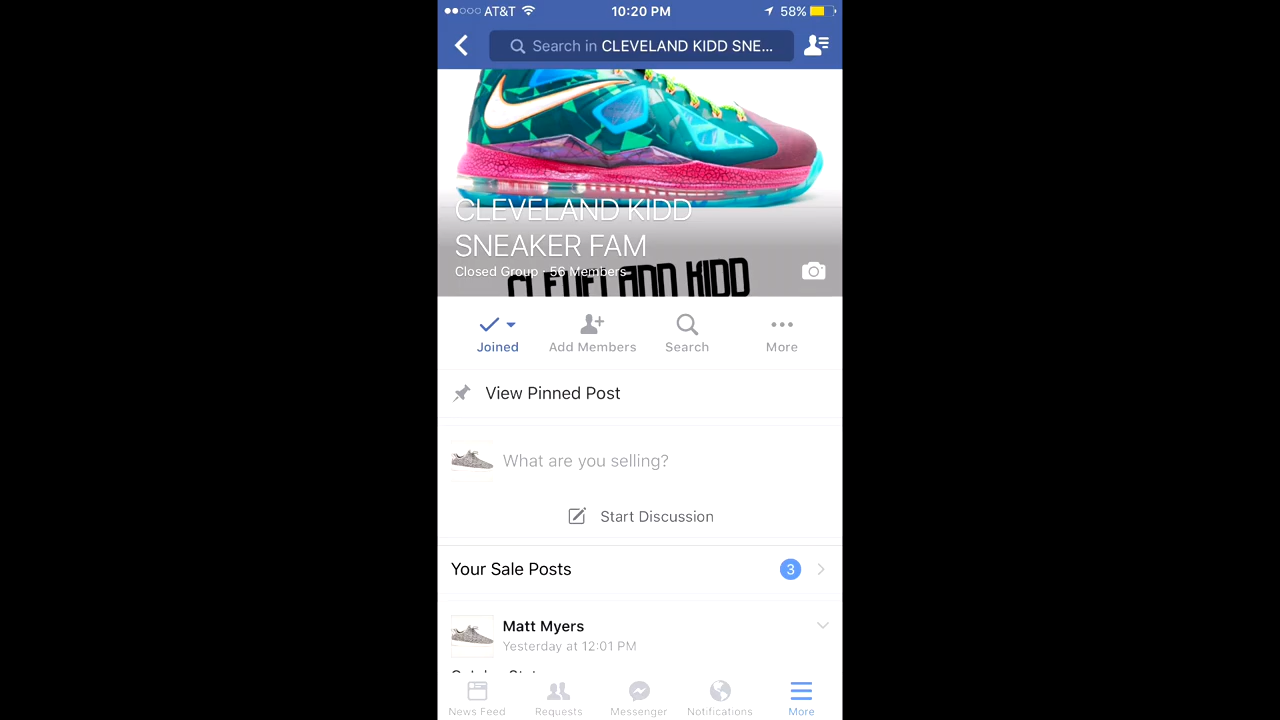 AT&T
10:20 PM
58%
Search in CLEVELAND KIDD SNE...
CLEVELAND KIDD
SNEAKER FAM
Closed Group · 56 Members
CLEVELAND KIDD
Joined
Add Members
Search
More
View Pinned Post
What are you selling?
Start Discussion
Your Sale Posts
3
Matt Myers
Yesterday at 12:01 PM
News Feed
Requests
Messenger
Notifications
More